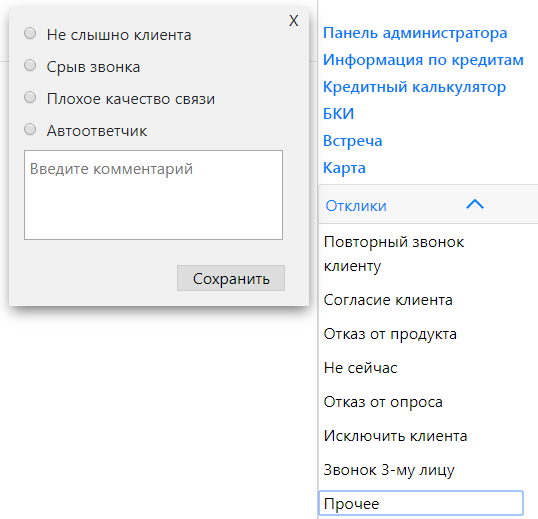 X
Не слышно клиента
Срыв звонка
Плохое качество связи
Автоответчик
Введите комментарий
Сохранить
Панель администратора
Информация по кредитам
Кредитный калькулятор
БКИ
Встреча
Карта
Отклики
Повторный звонок
клиенту
Согласие клиента
Отказ от продукта
Не сейчас
Отказ от опроса
Исключить клиента
Звонок 3-му лицу
Прочее